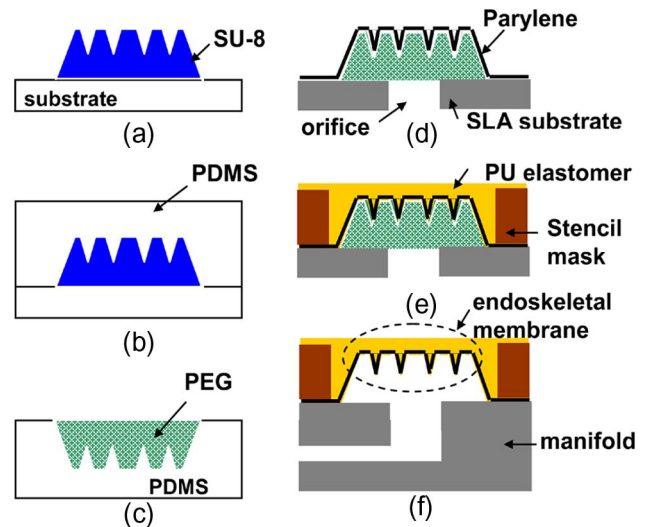 SU-8
substrate
(a)
PDMS
(b)
PEG
PDMS
(c)
Parylene
orifice
SLA substrate
(d)
PU elastomer
Stencil
mask
(e)
endoskeletal
membrane
manifold
(f)